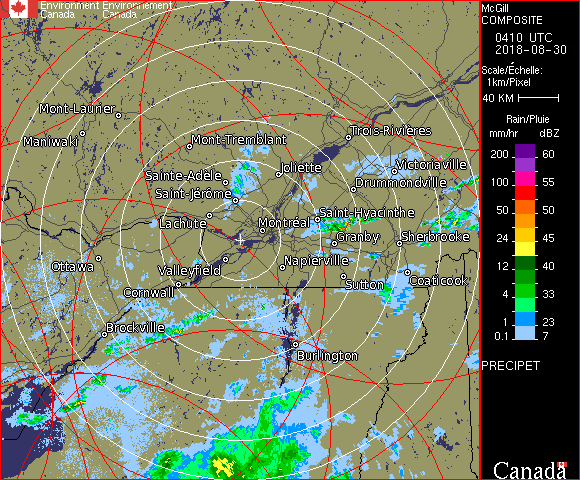 Environment Environnement
Canada Canada
McGill
COMPOSITE
0410 UTC
2018-08-30
Scale/Échelle:
1km/Pixel
40 KM
Rain/Pluie
mm/hr dBZ
200 60
150 57
100 55
50 50
24 45
12 40
4 33
1 23
0.1 7
PRECIPET
Canada
Mont-Laurier
Maniwaki
Mont-Tremblant
Trois-Rivières
Joliette
Victoriaville
Sainte-Adèle
Drummondville
Saint-Jérôme
Lachute
Saint-Hyacinthe
Montréal
Granby
Sherbrooke
Ottawa
Valleyfield
Napierville
Cornwall
Sutton
Coaticook
Brockville
Burlington